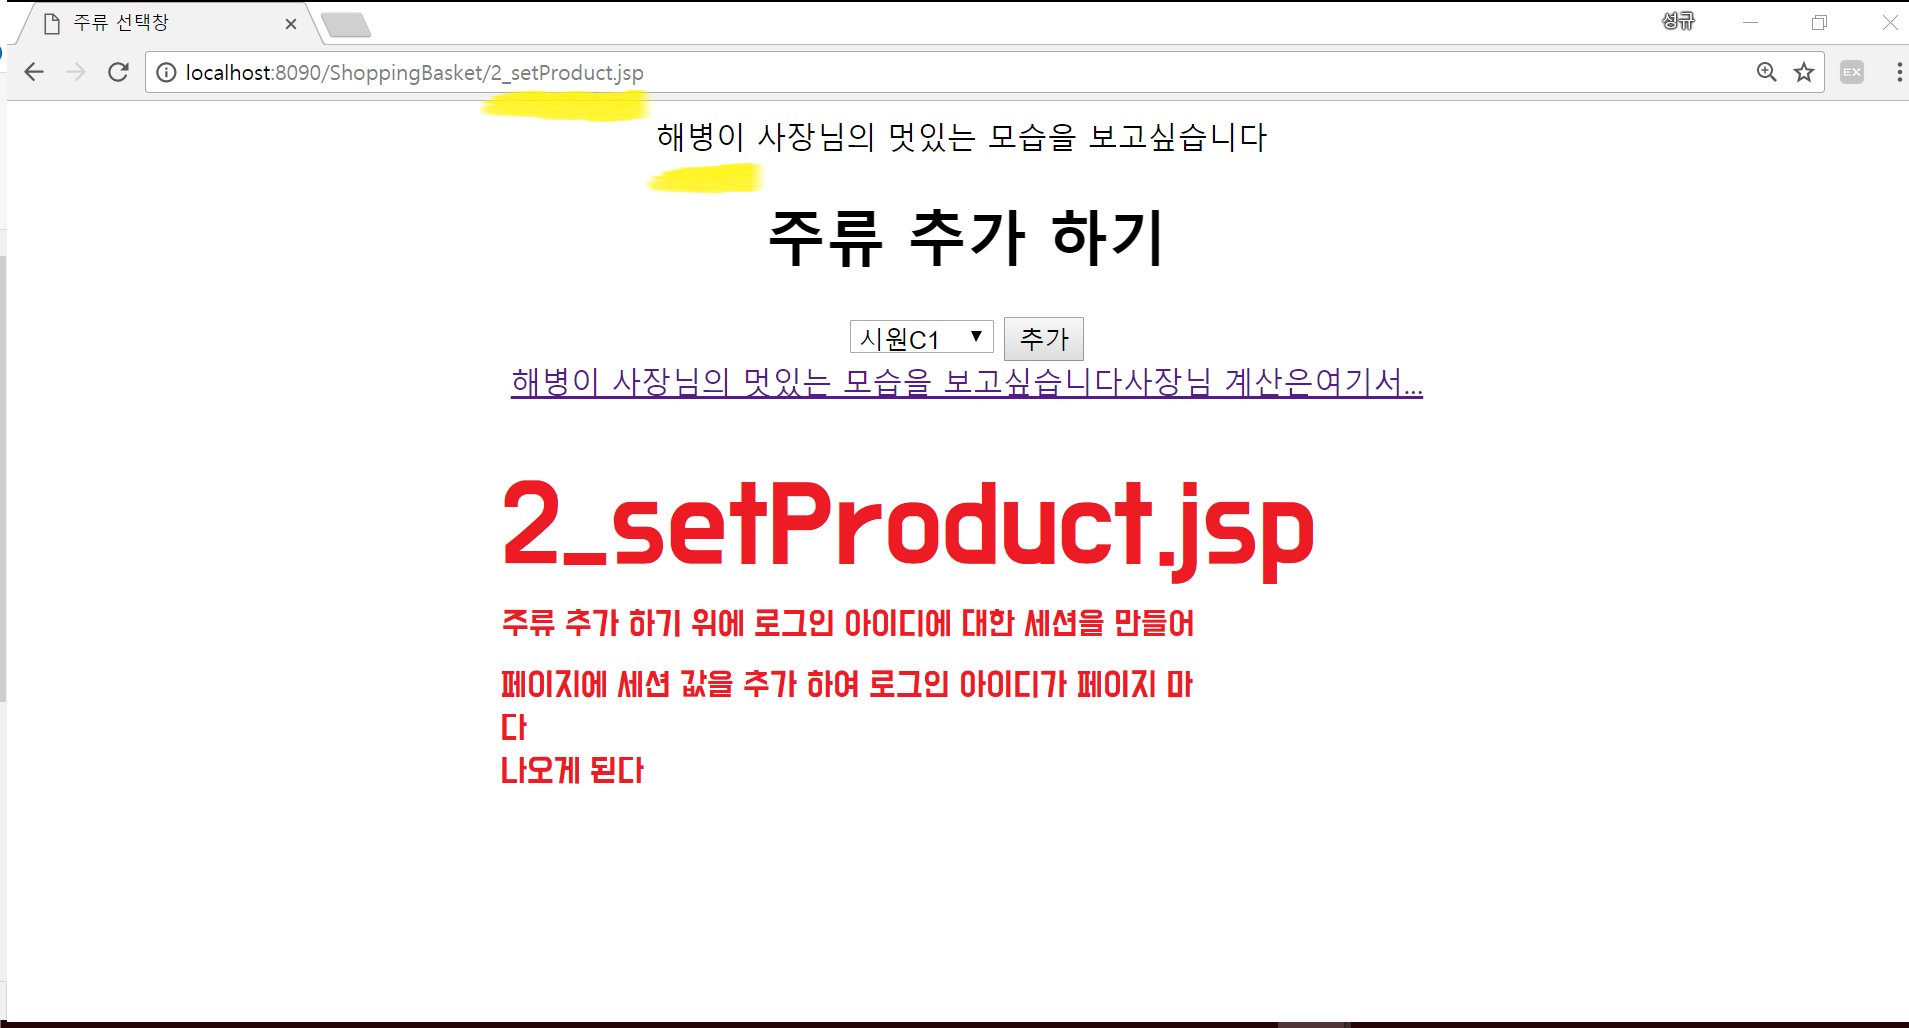 주류 선택창
성규
localhost:8090/ShoppingBasket/2_setProduct.jsp
EX
해병이 사장님의 멋있는 모습을 보고싶습니다
주류 추가 하기
시원C1
추가
해병이 사장님의 멋있는 모습을 보고싶습니다사장님 계산은여기서...
2_setProduct.jsp
주류 추가 하기 위에 로그인 아이디에 대한 세션을 만들어
페이지에 세션 값을 추가 하여 로그인 아이디가 페이지 마
다
나오게 된다